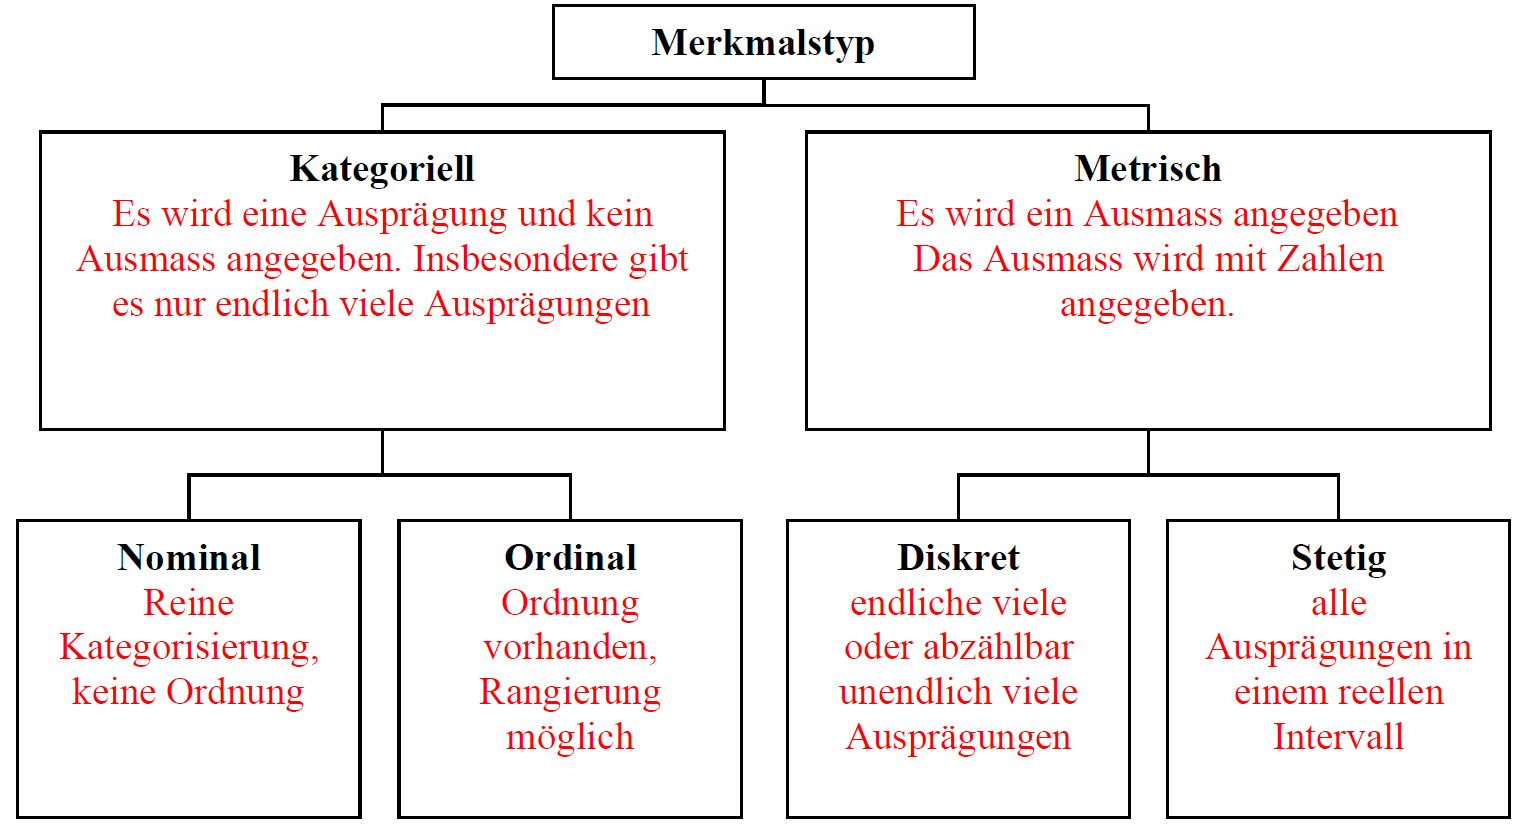 Merkmalstyp
Kategoriell
Es wird eine Ausprägung und kein
Ausmass angegeben. Insbesondere gibt
es nur endlich viele Ausprägungen
Metrisch
Es wird ein Ausmass angegeben
Das Ausmass wird mit Zahlen
angegeben.
Nominal
Reine
Kategorisierung,
keine Ordnung
Ordinal
Ordnung
vorhanden,
Rangierung
möglich
Diskret
endliche viele
oder abzählbar
unendlich viele
Ausprägungen
Stetig
alle
Ausprägungen in
einem reellen
Intervall